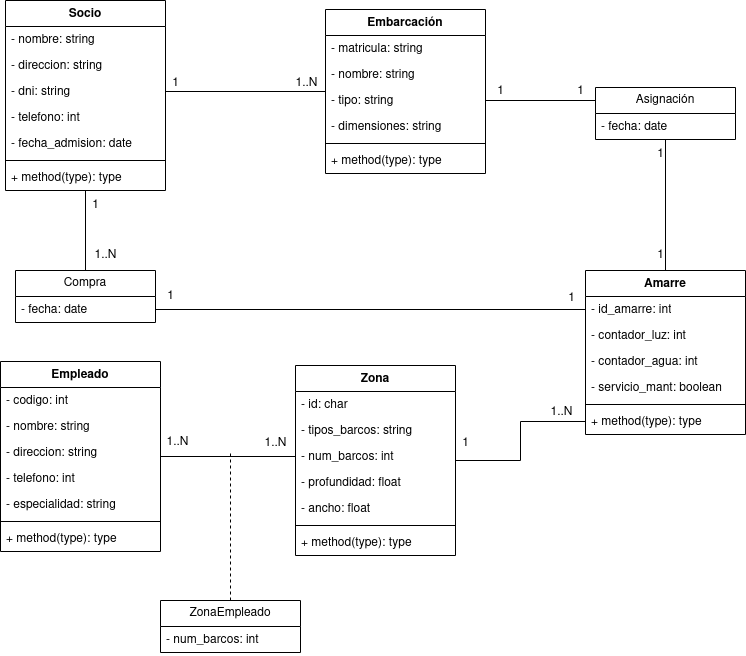 Socio
- nombre: string
- direccion: string
- dni: string
- telefono: int
- fecha_admision: date
+ method(type): type
1
1..N
Embarcación
- matricula: string
- nombre: string
- tipo: string
- dimensiones: string
+ method(type): type
1
1
Asignación
- fecha: date
1
1
1
1..N
Compra
- fecha: date
1
1
Amarre
- id_amarre: int
- contador_luz: int
- contador_agua: int
- servicio_mant: boolean
+ method(type): type
Empleado
- codigo: int
- nombre: string
- direccion: string
- telefono: int
- especialidad: string
+ method(type): type
1..N
1..N
Zona
- id: char
- tipos_barcos: string
- num_barcos: int
- profundidad: float
- ancho: float
+ method(type): type
1
1..N
ZonaEmpleado
- num_barcos: int